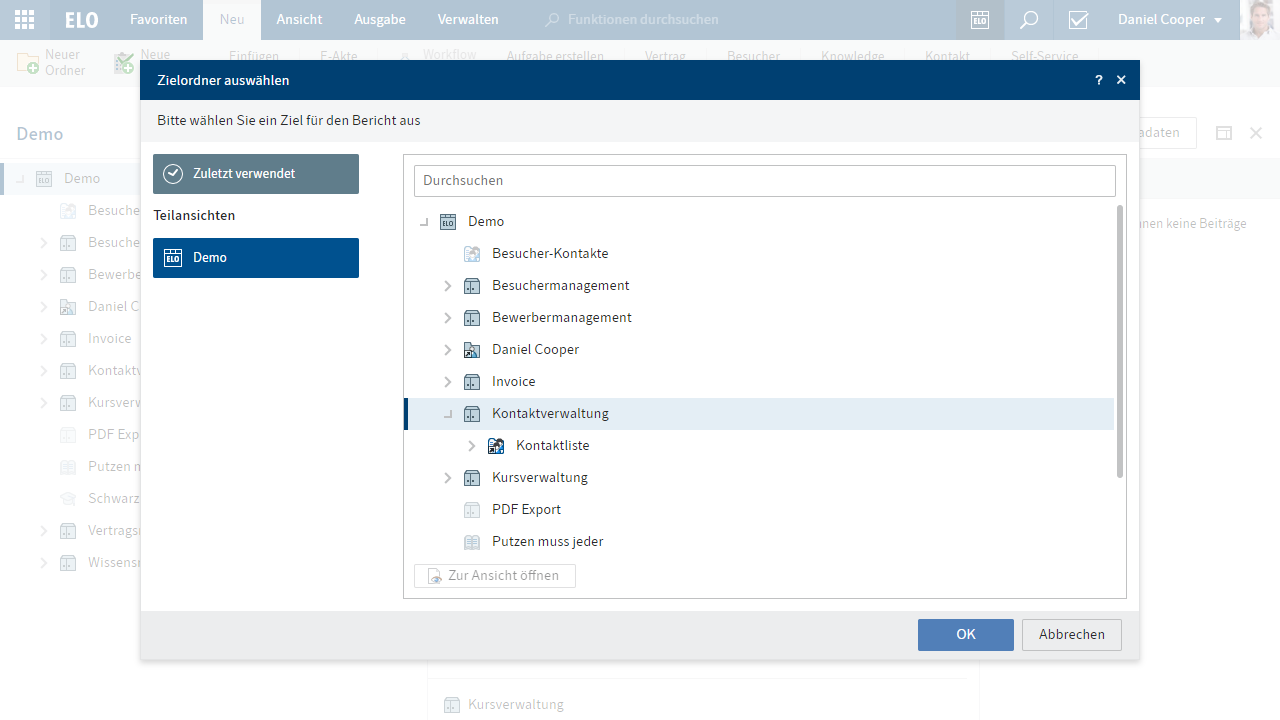 ELO
Favoriten
Neu
Ansicht
Ausgabe
Verwalten
Funktionen durchsuchen
ELO
Daniel Cooper
Neuer
Ordner
Neue
Einfügen
E-Akte
Workflow
Aufgabe erstellen
Vertrag
Besucher
Knowledge
Kontakt
Self-Service
Zielordner auswählen
?
Bitte wählen Sie ein Ziel für den Bericht aus
Demo
Demo
Besuche
Besuche
Bewerbe
Daniel C
Invoice
Kontaktv
Kursverw
PDF Exp
Putzen m
Schwarz
Vertrags
Wissens
Zuletzt verwendet
Teilansichten
ELO
Demo
Durchsuchen
ELO
Demo
Besucher-Kontakte
Besuchermanagement
Bewerbermanagement
Daniel Cooper
Invoice
Kontaktverwaltung
Kontaktliste
Kursverwaltung
PDF Export
Putzen muss jeder
Zur Ansicht öffnen
OK
Abbrechen
adaten
nnen keine Beiträge
Kursverwaltung